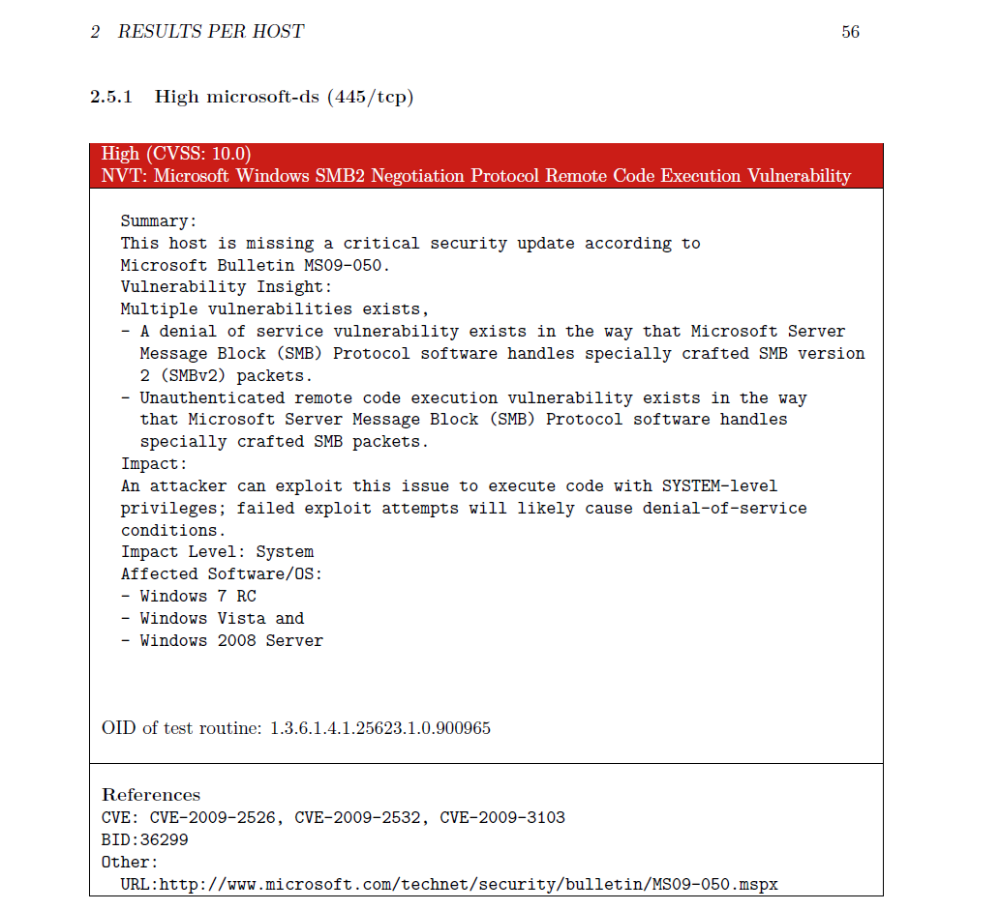 2 RESULTS PER HOST 56
2.5.1 High microsoft-ds (445/tcp)
High (CVSS: 10.0)
NVT: Microsoft Windows SMB2 Negotiation Protocol Remote Code Execution Vulnerability
Summary:
This host is missing a critical security update according to
Microsoft Bulletin MS09-050.
Vulnerability Insight:
Multiple vulnerabilities exists,
- A denial of service vulnerability exists in the way that Microsoft Server
Message Block (SMB) Protocol software handles specially crafted SMB version
2 (SMBv2) packets.
- Unauthenticated remote code execution vulnerability exists in the way
that Microsoft Server Message Block (SMB) Protocol software handles
specially crafted SMB packets.
Impact:
An attacker can exploit this issue to execute code with SYSTEM-level
privileges; failed exploit attempts will likely cause denial-of-service
conditions.
Impact Level: System
Affected Software/OS:
- Windows 7 RC
- Windows Vista and
- Windows 2008 Server
OID of test routine: 1.3.6.1.4.1.25623.1.0.900965
References
CVE: CVE-2009-2526, CVE-2009-2532, CVE-2009-3103
BID:36299
Other:
URL:http://www.microsoft.com/technet/security/bulletin/MS09-050.mspx